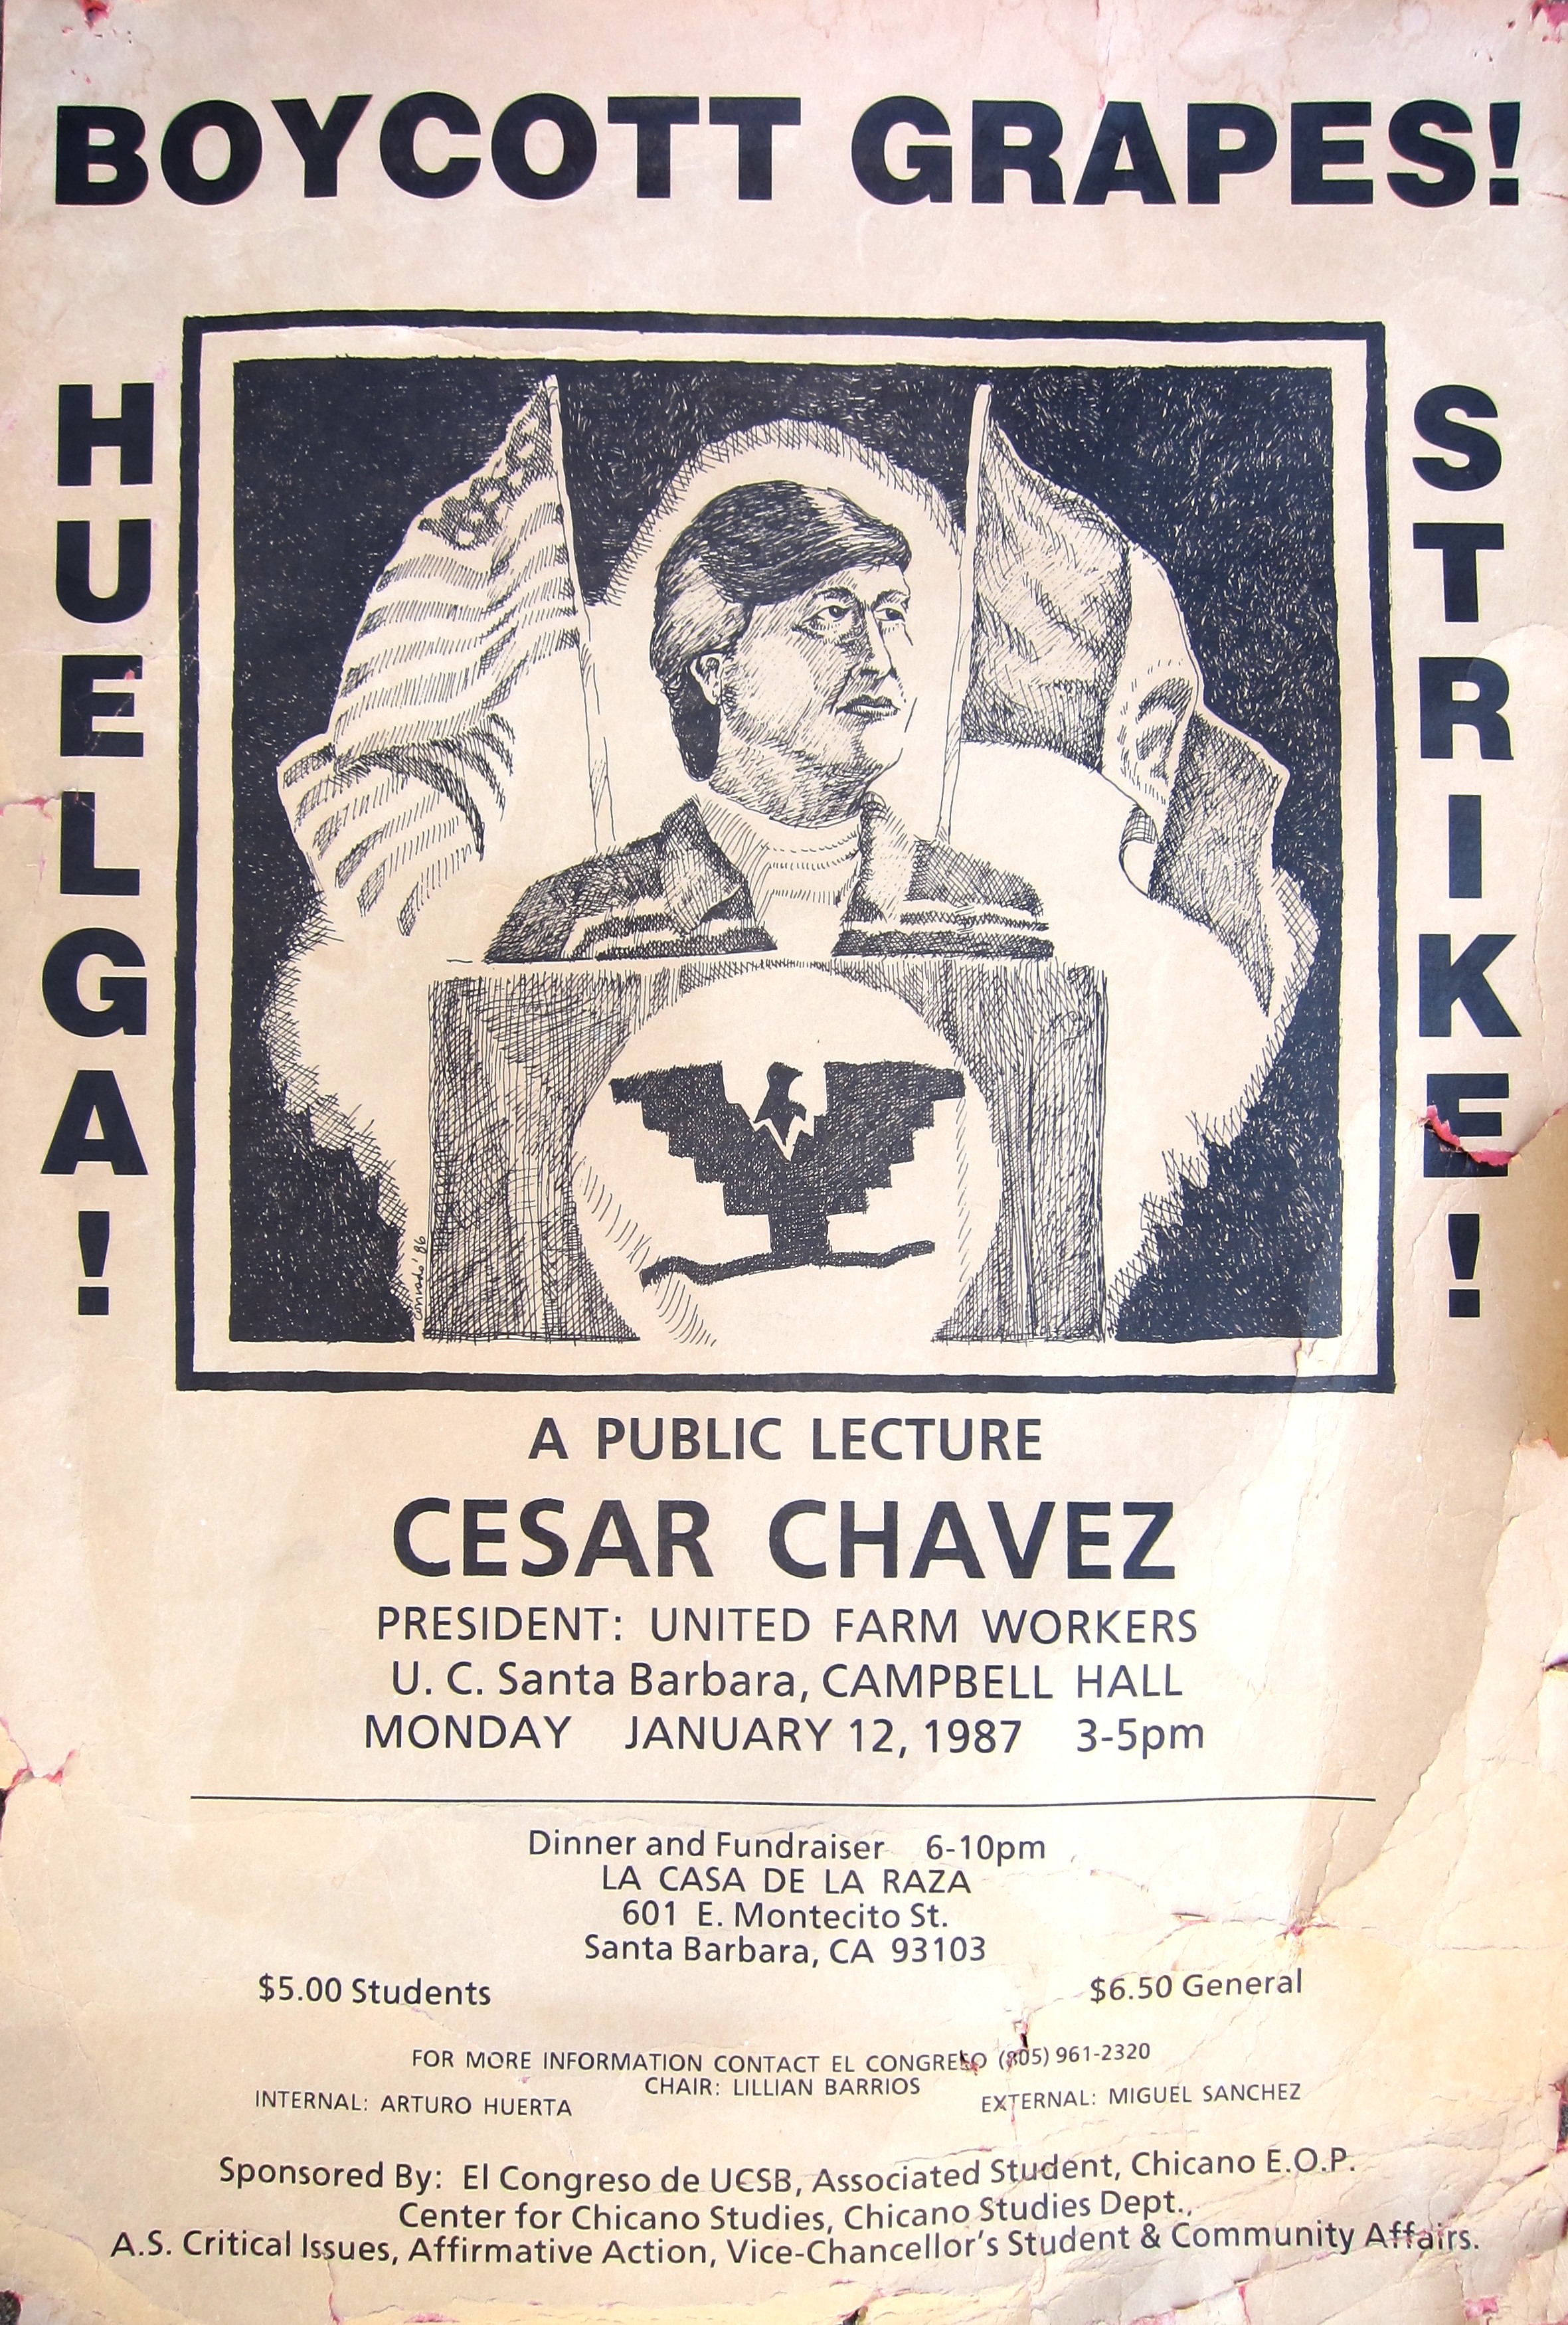 BOYCOTT GRAPES!
HUELGA!
STRIKE!
Conrado '86
A PUBLIC LECTURE
CESAR CHAVEZ
PRESIDENT: UNITED FARM WORKERS
U. C. Santa Barbara, CAMPBELL HALL
MONDAY JANUARY 12, 1987 3-5pm
Dinner and Fundraiser 6-10pm
LA CASA DE LA RAZA
601 E. Montecito St.
Santa Barbara, CA 93103
$5.00 Students $6.50 General
FOR MORE INFORMATION CONTACT EL CONGRESO (805) 961-2320
CHAIR: LILLIAN BARRIOS
INTERNAL: ARTURO HUERTA EXTERNAL: MIGUEL SANCHEZ
Sponsored By: El Congreso de UCSB, Associated Student, Chicano E.O.P.
Center for Chicano Studies, Chicano Studies Dept.,
A.S. Critical Issues, Affirmative Action, Vice-Chancellor's Student & Community Affairs.